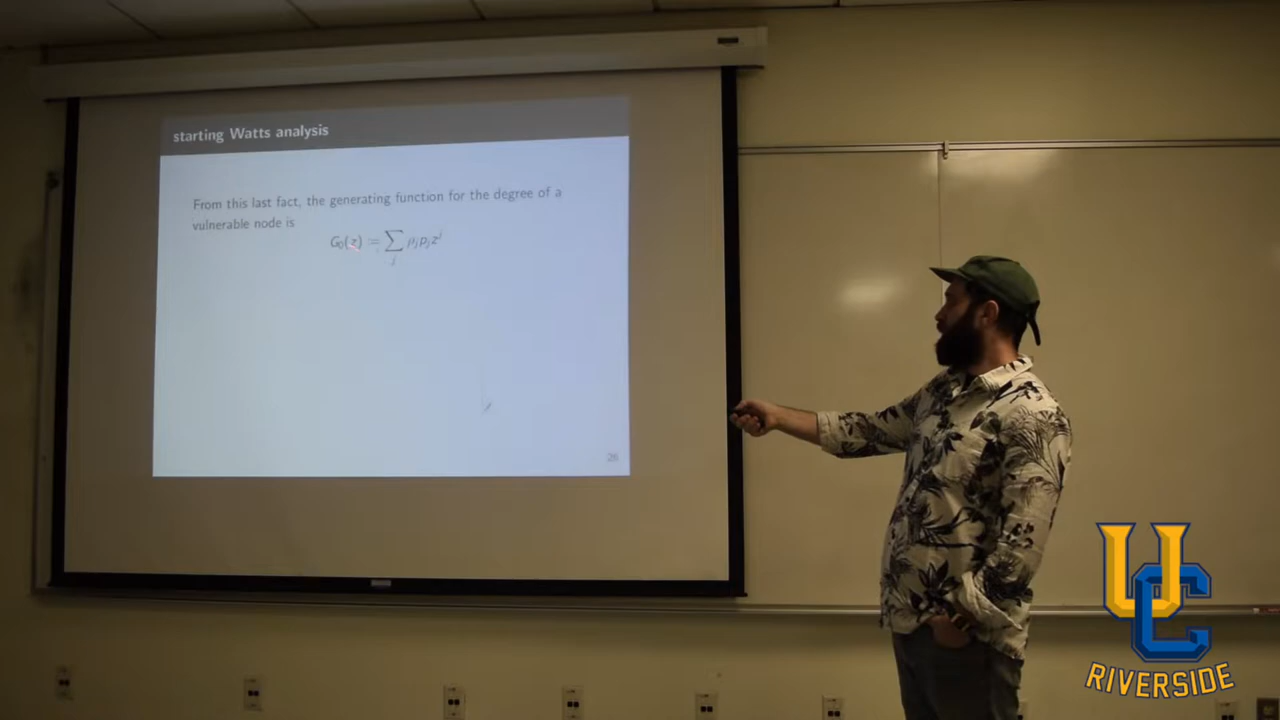 starting Watts analysis
From this last fact, the generating function for the degree of a
vulnerable node is
G₀(z) := ∑ⱼ ρⱼpⱼzʲ
26
UC
RIVERSIDE